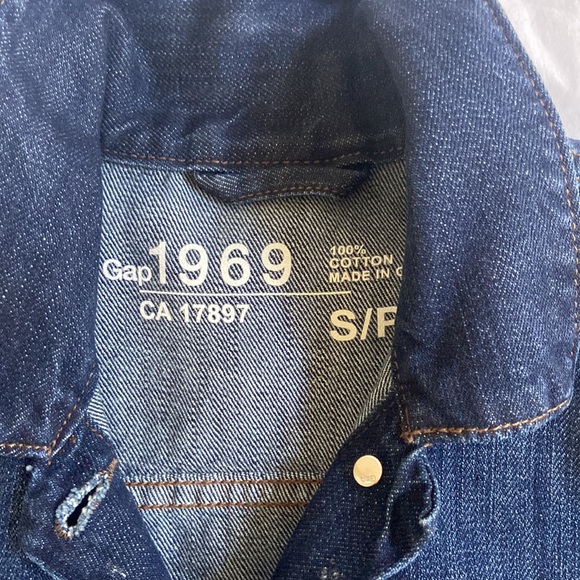 Gap 1969
CA 17897
100%
COTTON
MADE IN
S/P